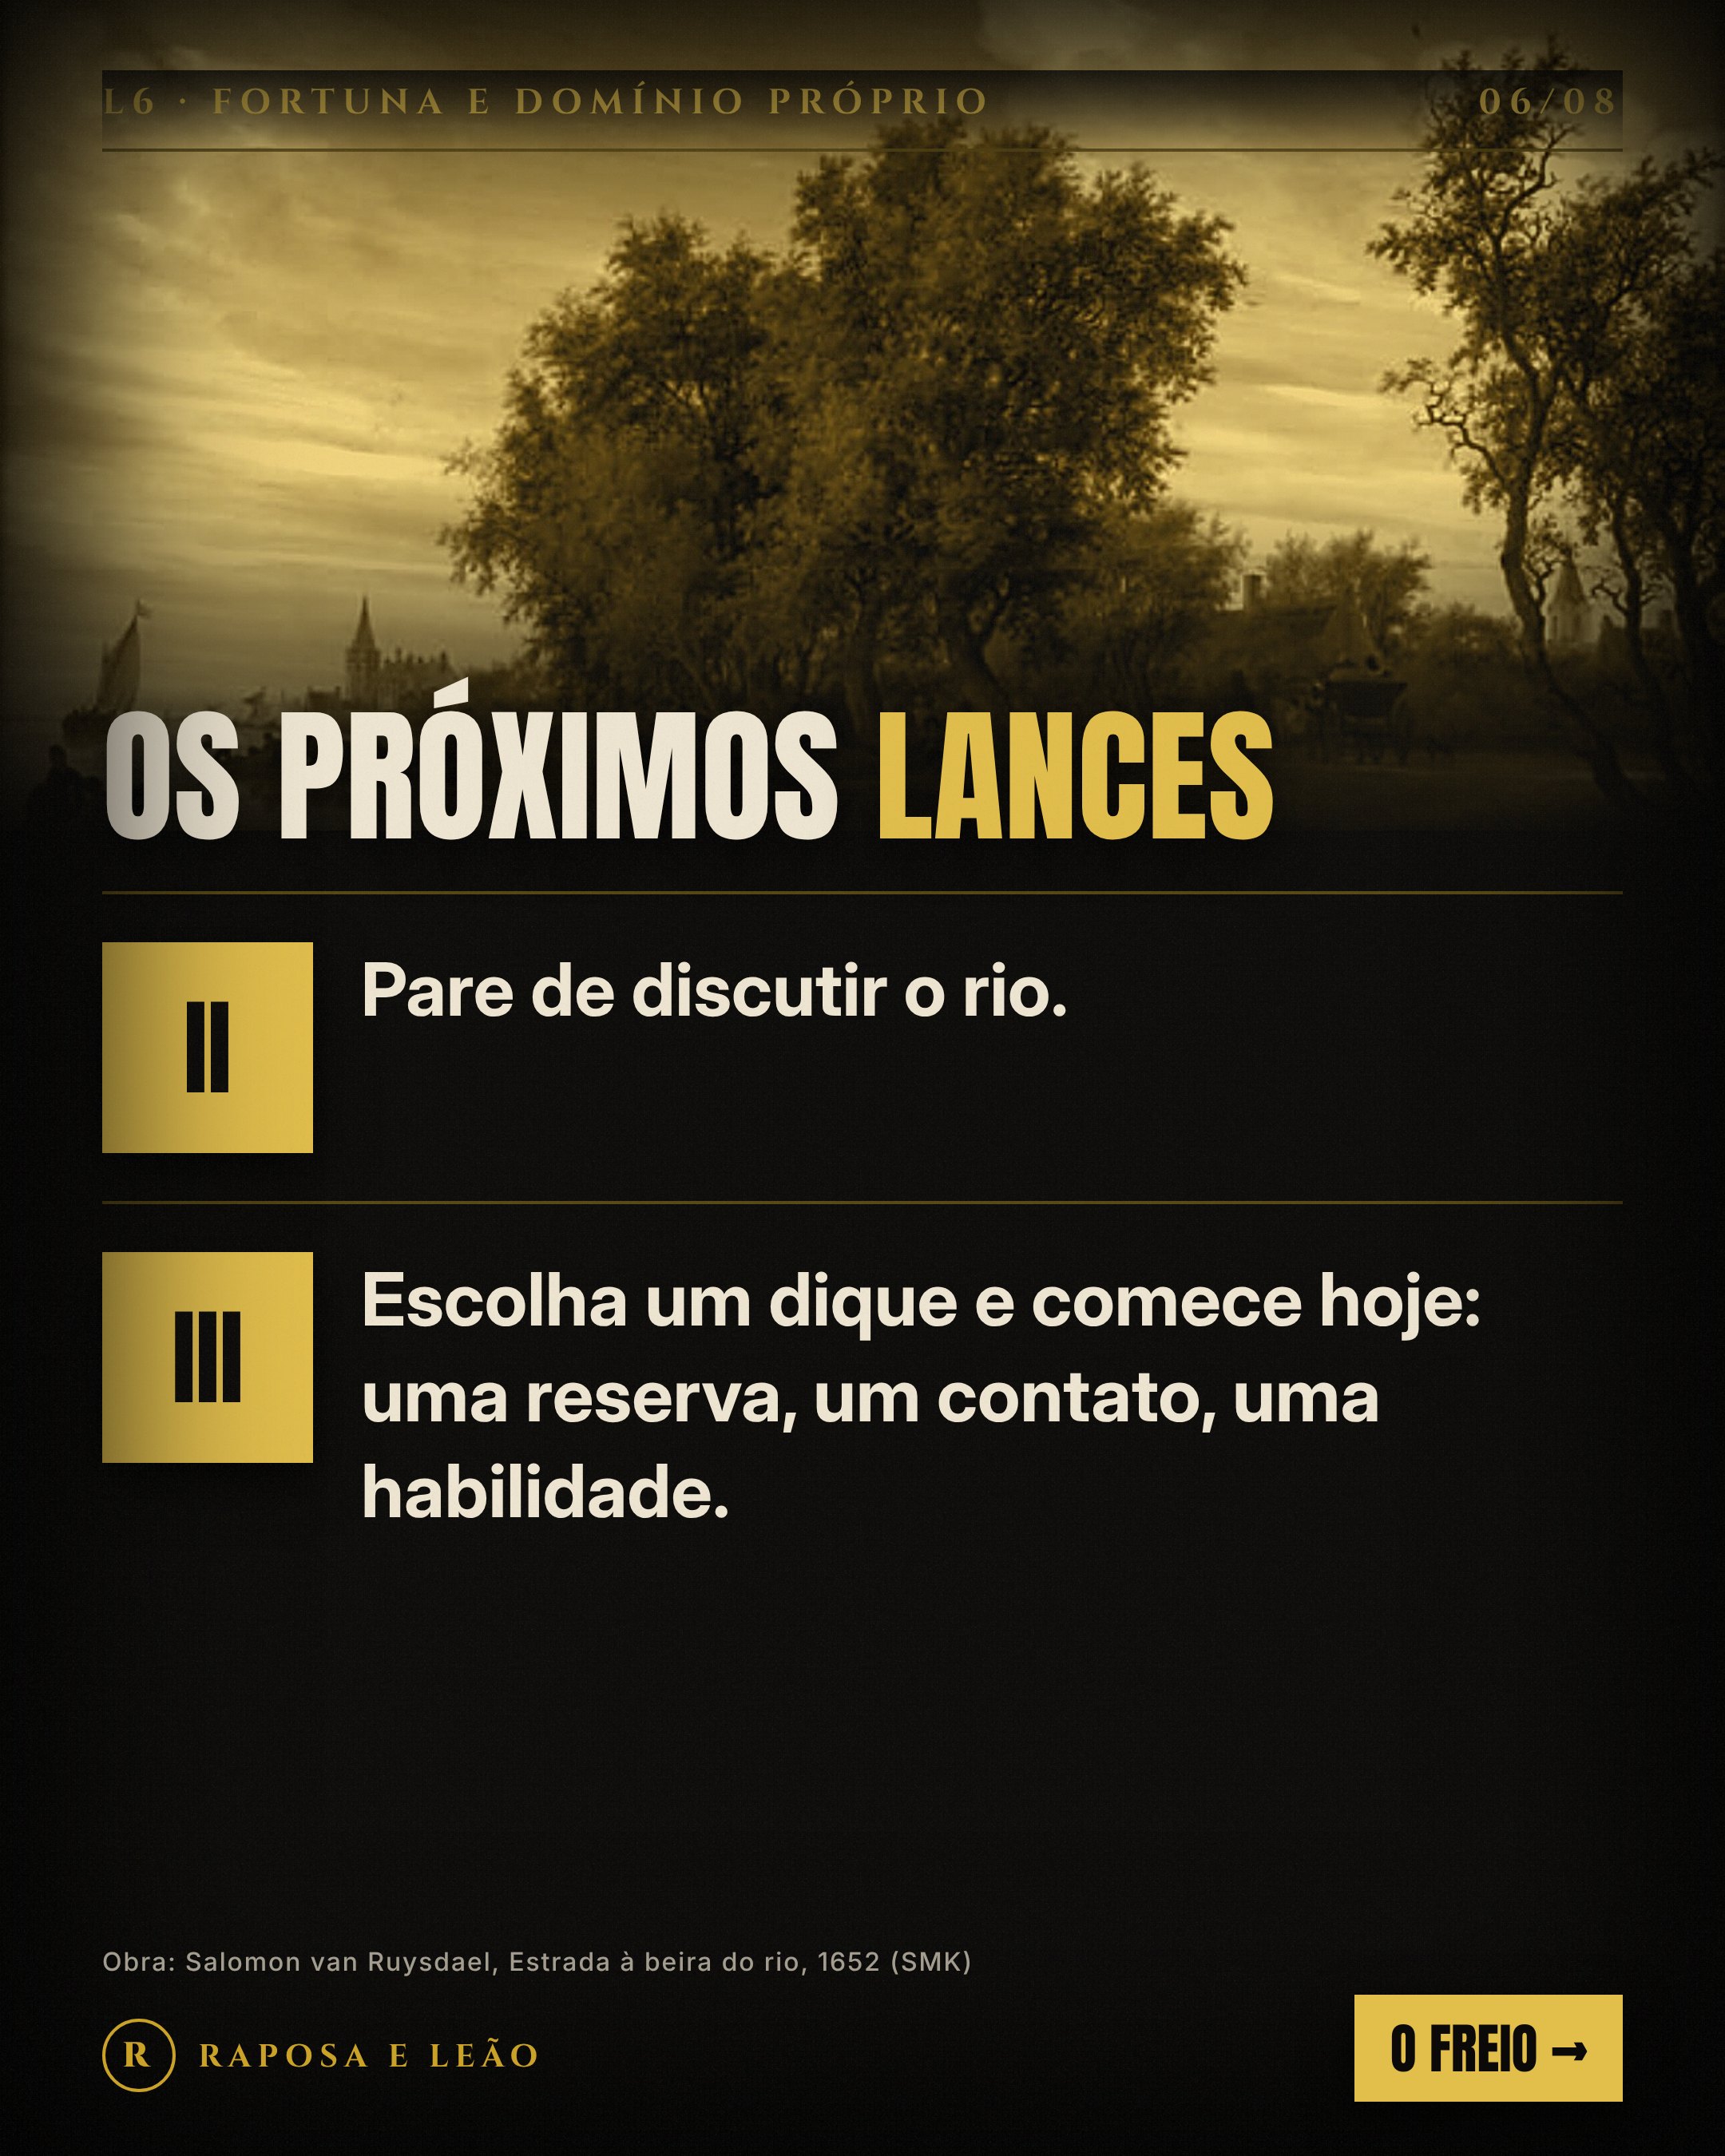 L6 · FORTUNA E DOMÍNIO PRÓPRIO
06/08
OS PRÓXIMOS LANCES
II
Pare de discutir o rio.
III
Escolha um dique e comece hoje:
uma reserva, um contato, uma
habilidade.
Obra: Salomon van Ruysdael, Estrada à beira do rio, 1652 (SMK)
R RAPOSA E LEÃO
O FREIO →